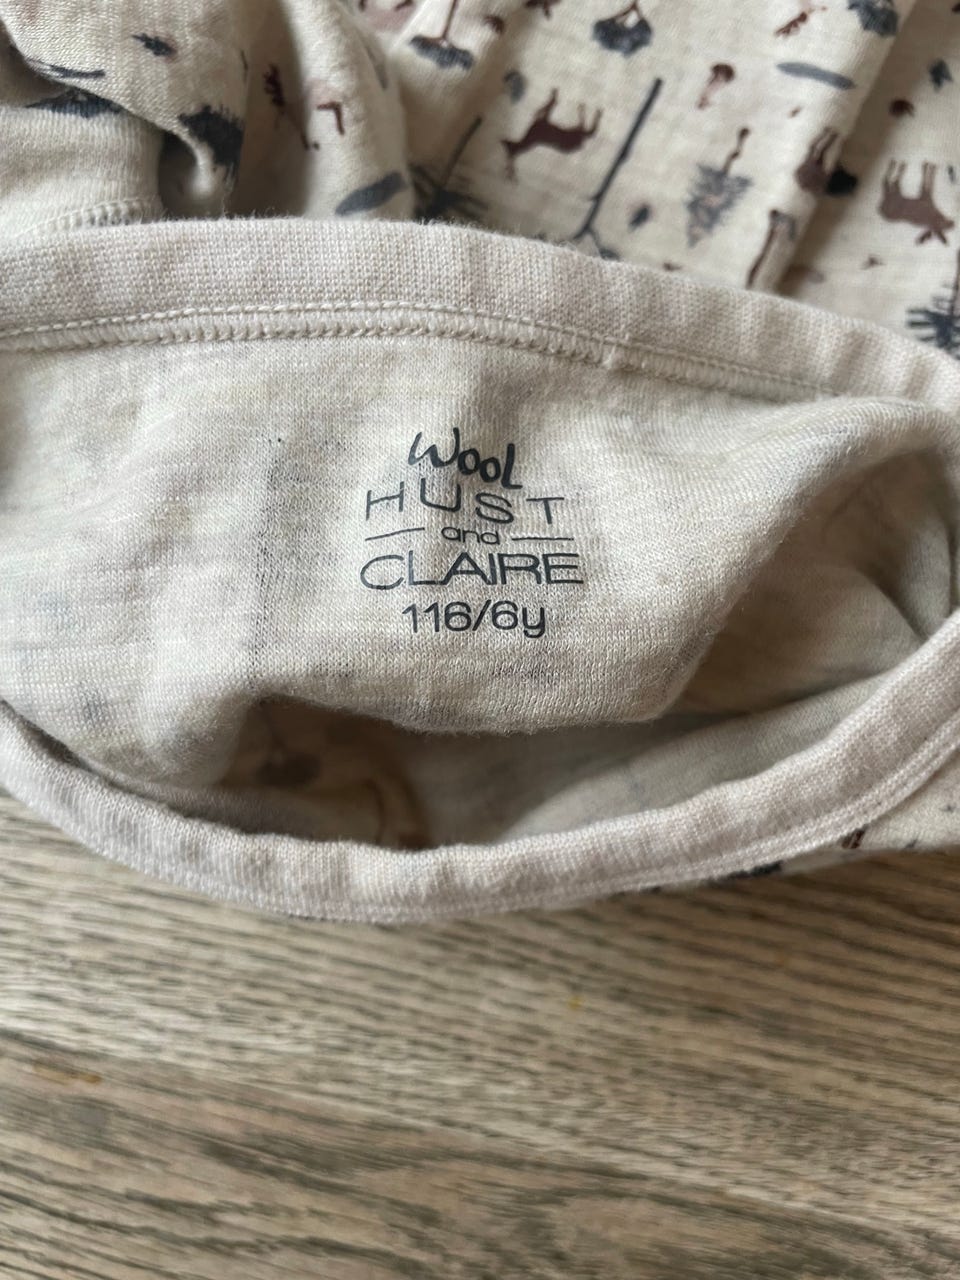 Wool
HUST
and
CLAIRE
116/6y